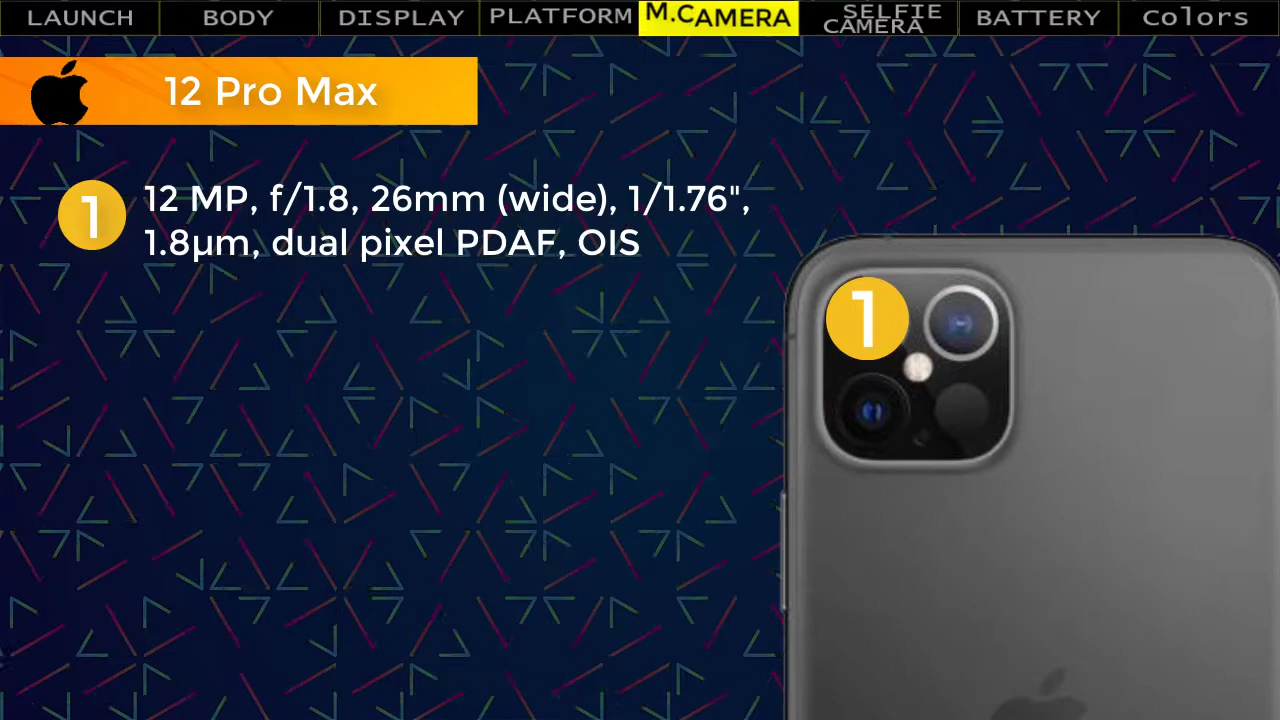 LAUNCH
BODY
DISPLAY
PLATFORM
M.CAMERA
SELFIE
CAMERA
BATTERY
Colors
12 Pro Max
1
12 MP, f/1.8, 26mm (wide), 1/1.76",
1.8µm, dual pixel PDAF, OIS
1